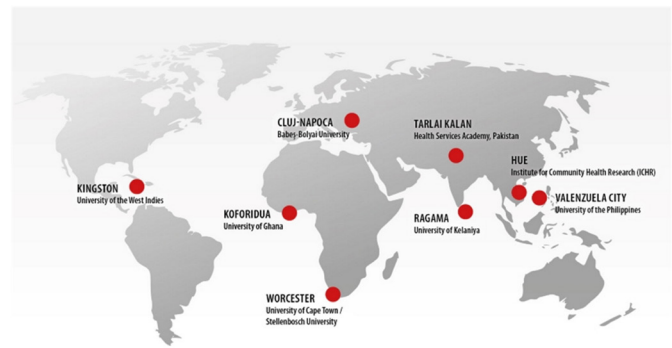 CLUJ-NAPOCA
Babeş-Bolyai University
TARLAI KALAN
Health Services Academy, Pakistan
HUE
Institute for Community Health Research (ICHR)
KINGSTON
University of the West Indies
VALENZUELA CITY
University of the Philippines
KOFORIDUA
University of Ghana
RAGAMA
University of Kelaniya
WORCESTER
University of Cape Town /
Stellenbosch University